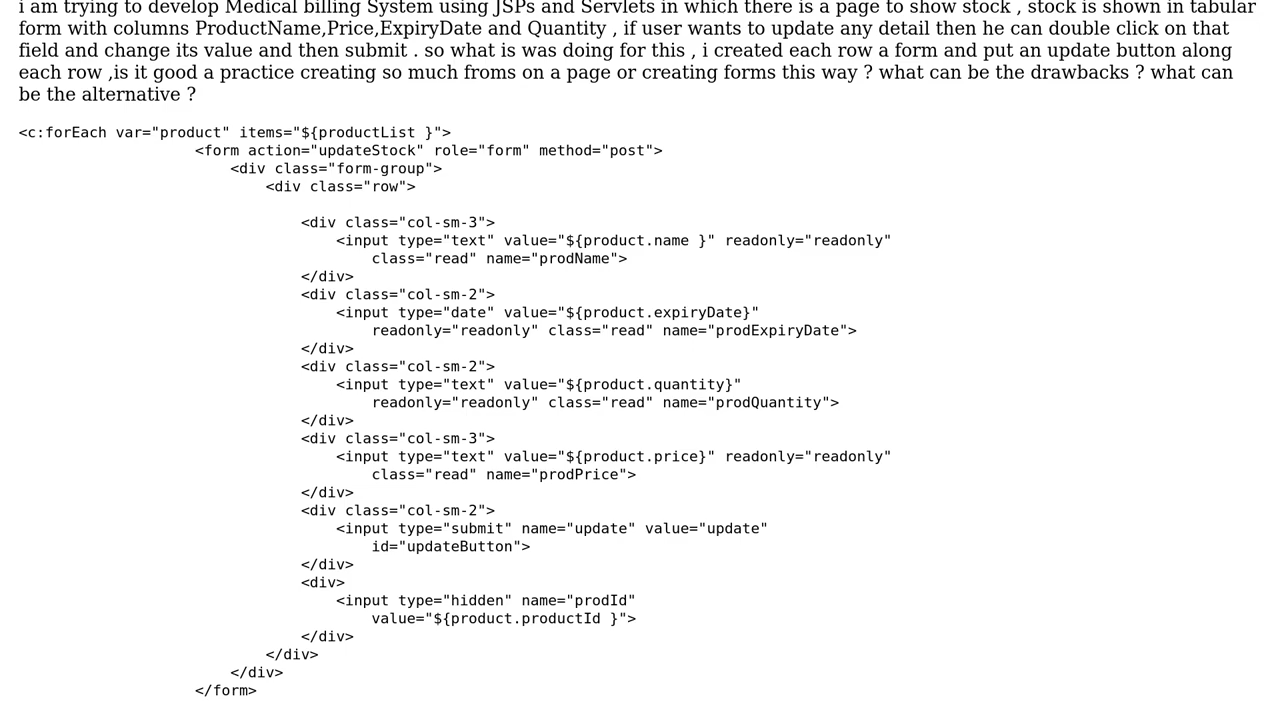 i am trying to develop Medical billing System using JSPs and Servlets in which there is a page to show stock , stock is shown in tabular
form with columns ProductName,Price,ExpiryDate and Quantity , if user wants to update any detail then he can double click on that
field and change its value and then submit . so what is was doing for this , i created each row a form and put an update button along
each row ,is it good a practice creating so much froms on a page or creating forms this way ? what can be the drawbacks ? what can
be the alternative ?
<c:forEach var="product" items="${productList }">
<form action="updateStock" role="form" method="post">
<div class="form-group">
<div class="row">
<div class="col-sm-3">
<input type="text" value="${product.name }" readonly="readonly"
class="read" name="prodName">
</div>
<div class="col-sm-2">
<input type="date" value="${product.expiryDate}"
readonly="readonly" class="read" name="prodExpiryDate">
</div>
<div class="col-sm-2">
<input type="text" value="${product.quantity}"
readonly="readonly" class="read" name="prodQuantity">
</div>
<div class="col-sm-3">
<input type="text" value="${product.price}" readonly="readonly"
class="read" name="prodPrice">
</div>
<div class="col-sm-2">
<input type="submit" name="update" value="update"
id="updateButton">
</div>
<div>
<input type="hidden" name="prodId"
value="${product.productId }">
</div>
</div>
</div>
</form>